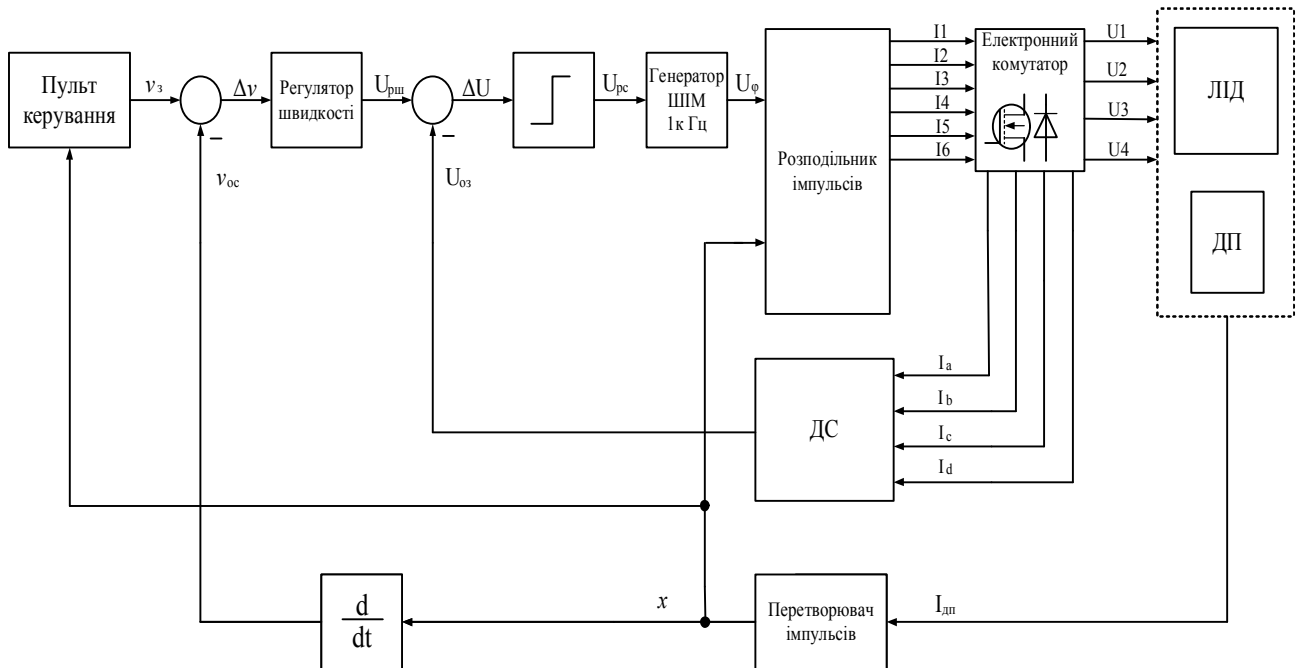 Пульт
керування
vз
Δv
Регулятор
швидкості
Uрш
ΔU
Uрс
Генератор
ШІМ
1к Гц
Uφ
Розподільник
імпульсів
I1
I2
I3
I4
I5
I6
Електронний
комутатор
U1
U2
U3
U4
ЛІД
ДП
–
vос
–
Uоз
ДС
Ia
Ib
Ic
Id
d
dt
x
Перетворювач
імпульсів
Iдп